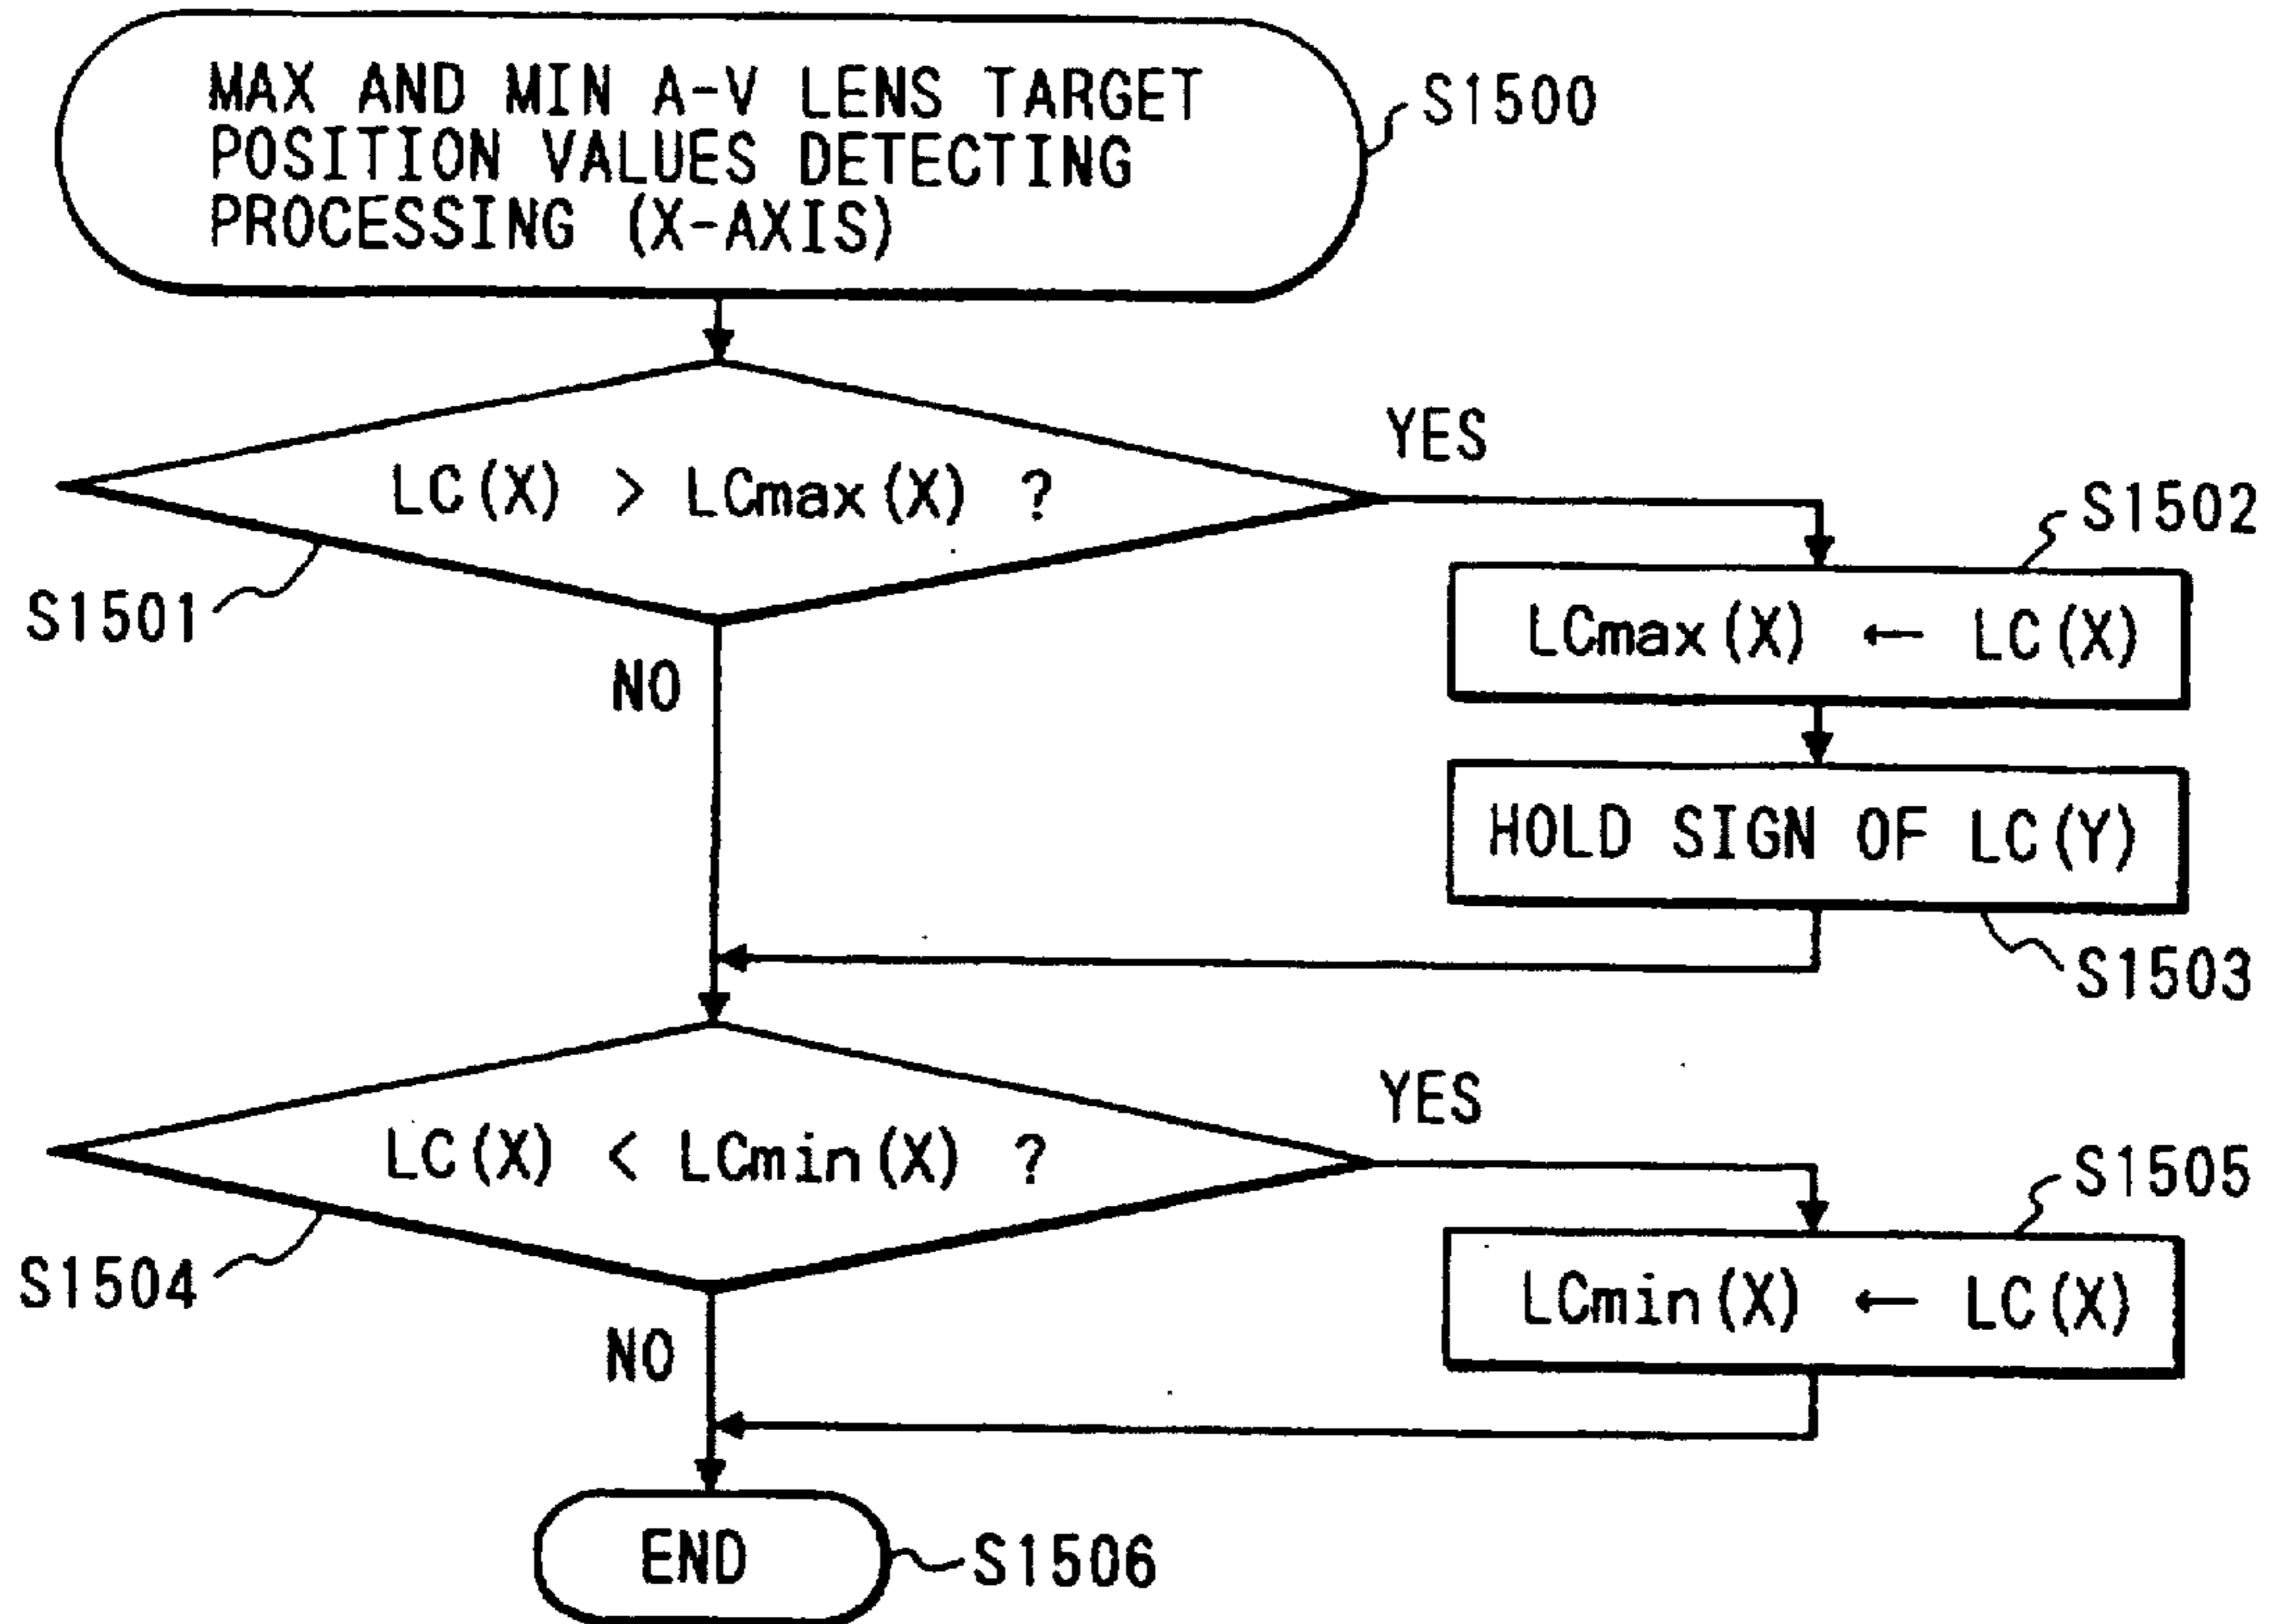 MAX AND MIN A-V LENS TARGET
POSITION VALUES DETECTING
PROCESSING (X-AXIS)
S1500
LC(X) > LCmax(X) ?
YES
S1501
NO
S1502
LCmax(X) ← LC(X)
HOLD SIGN OF LC(Y)
S1503
LC(X) < LCmin(X) ?
YES
S1504
NO
S1505
LCmin(X) ← LC(X)
END
S1506